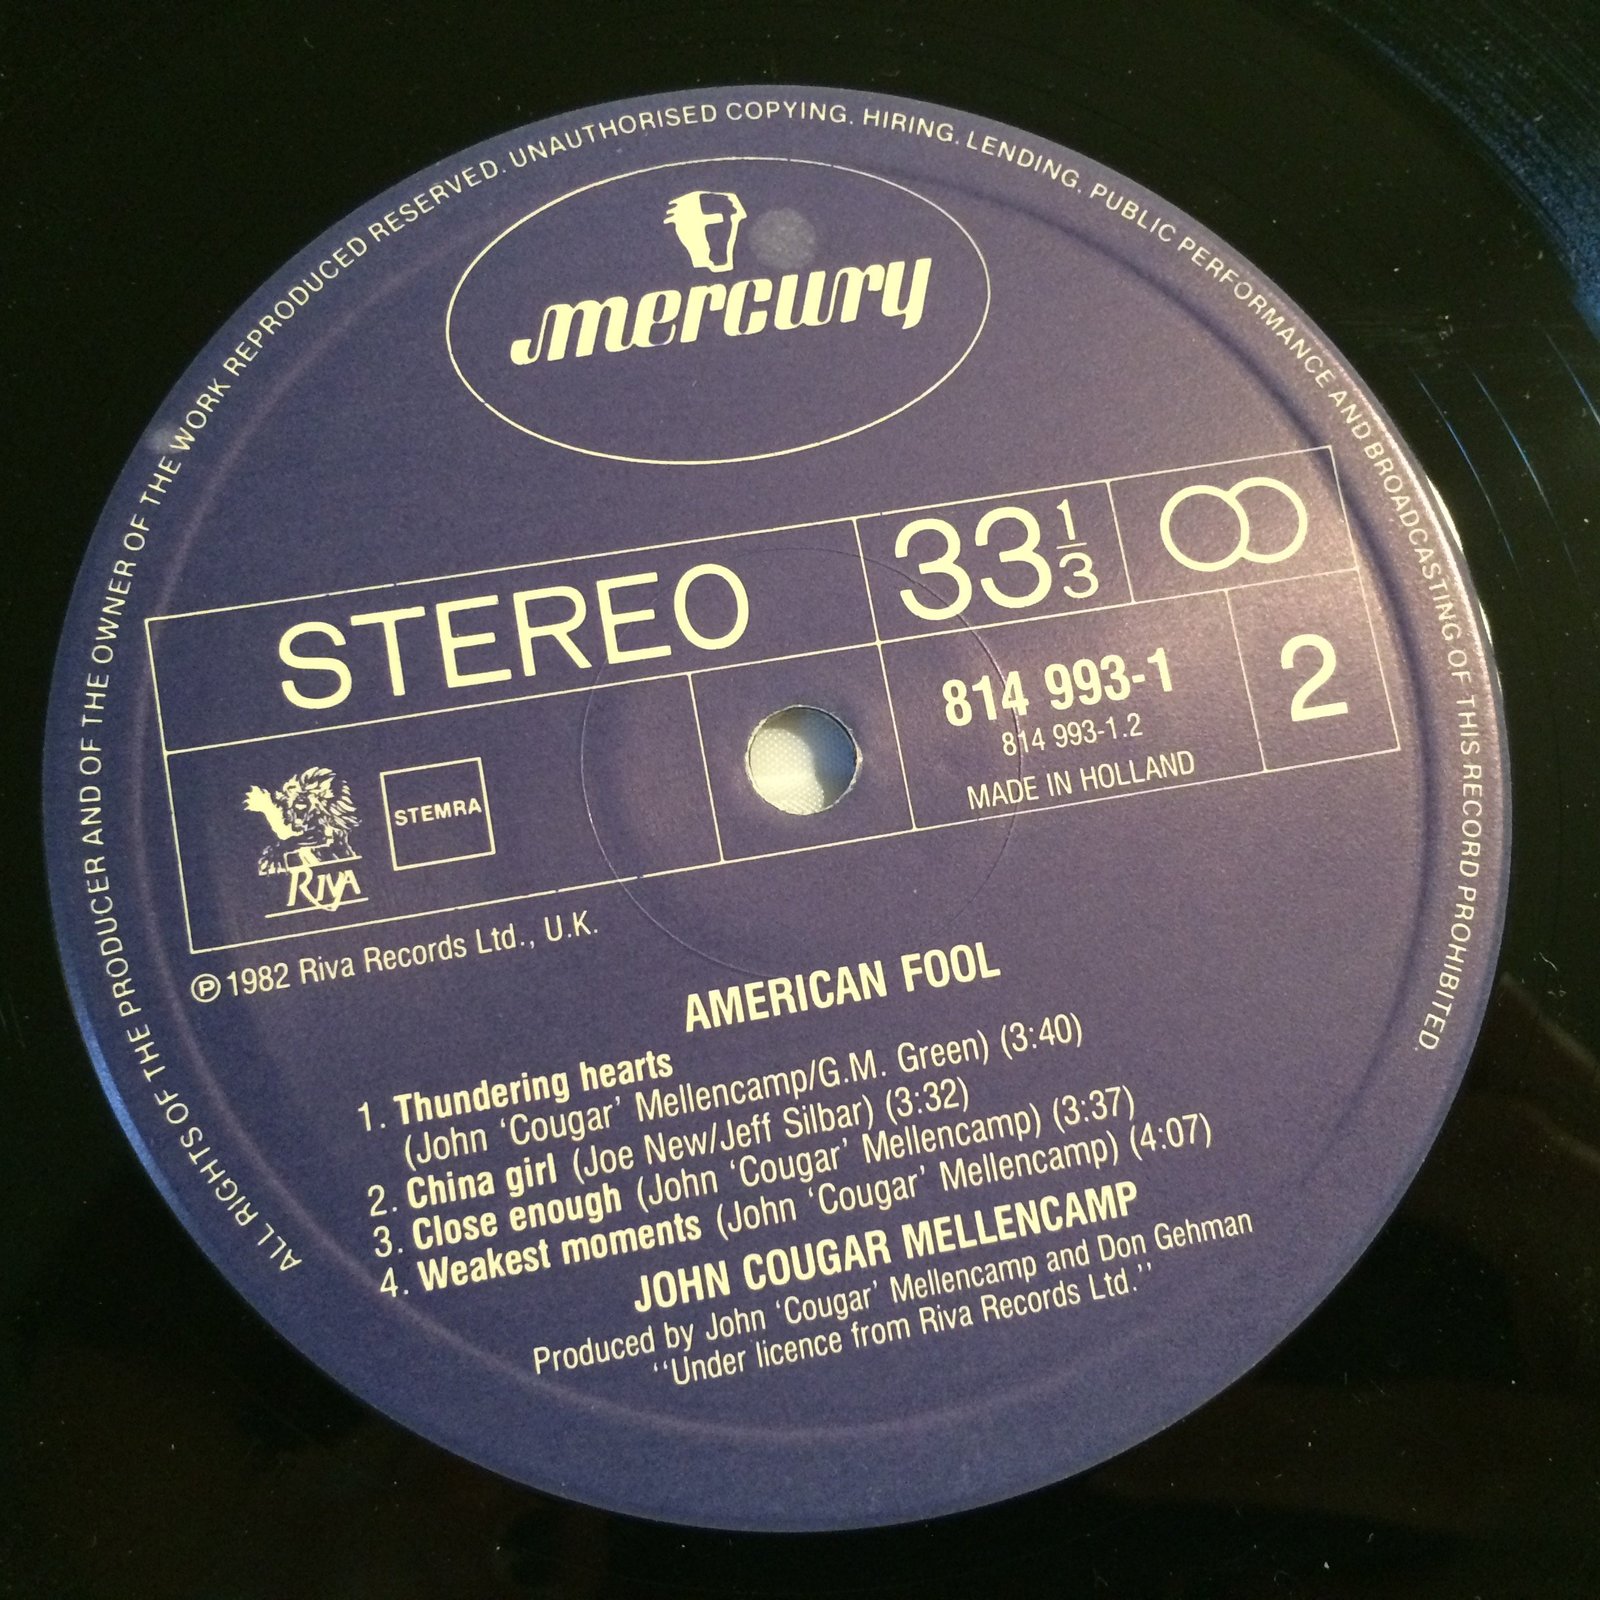 ALL RIGHTS OF THE PRODUCER AND OF THE OWNER OF THE WORK REPRODUCED RESERVED. UNAUTHORISED COPYING. HIRING. LENDING. PUBLIC PERFORMANCE AND BROADCASTING OF THIS RECORD PROHIBITED.
mercury
STEREO
33 1/3
814 993-1
814 993-1.2
MADE IN HOLLAND
2
RIVA
STEMRA
℗ 1982 Riva Records Ltd., U.K.
AMERICAN FOOL
1. Thundering hearts
(John ‘Cougar’ Mellencamp/G.M. Green) (3:40)
2. China girl (Joe New/Jeff Silbar) (3:32)
3. Close enough (John ‘Cougar’ Mellencamp) (3:37)
4. Weakest moments (John ‘Cougar’ Mellencamp) (4:07)
JOHN COUGAR MELLENCAMP
Produced by John ‘Cougar’ Mellencamp and Don Gehman
‘‘Under licence from Riva Records Ltd.’’